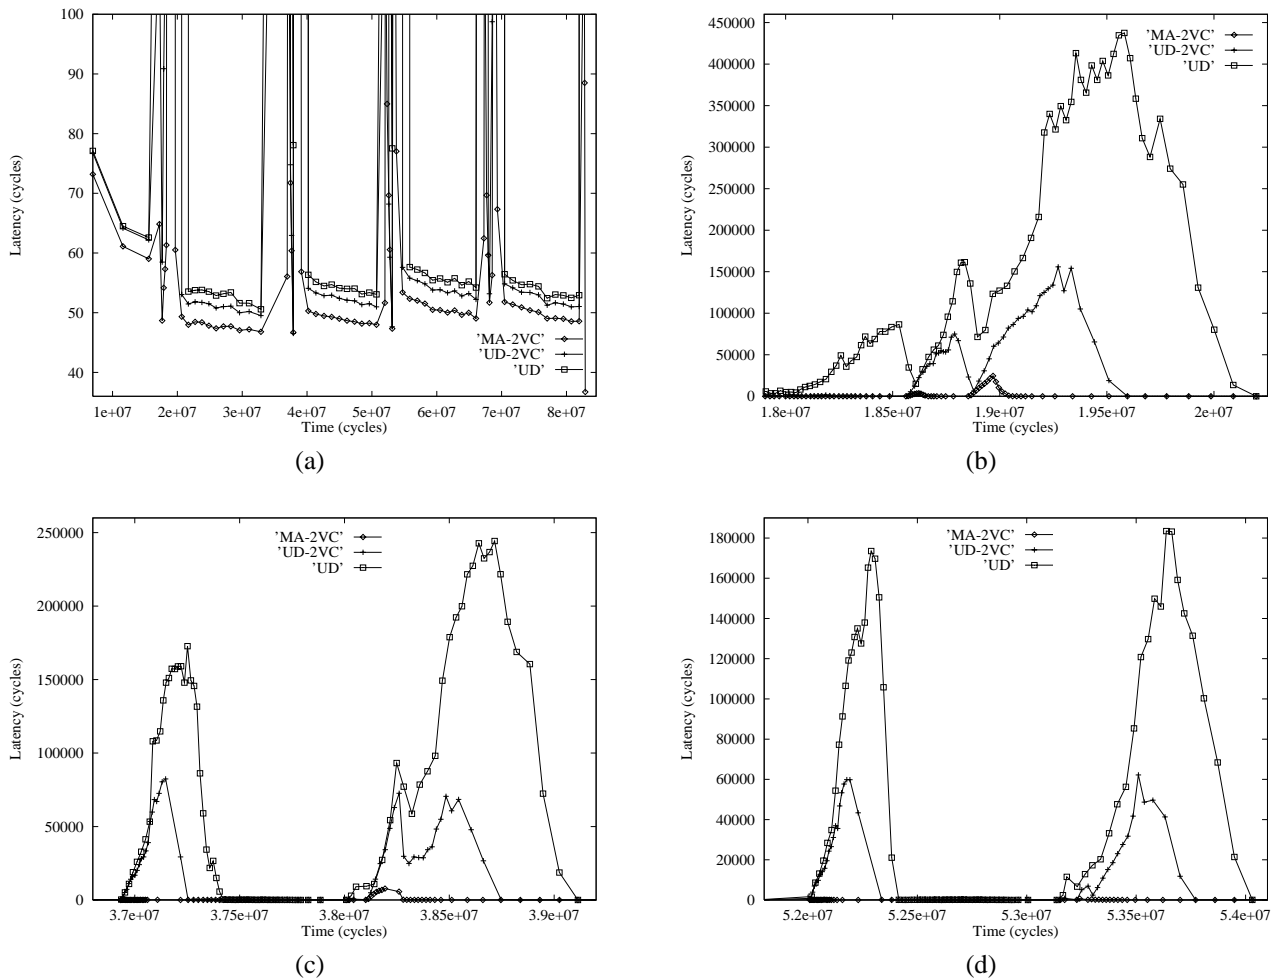 100
90
80
70
60
50
40
Latency (cycles)
1e+07
2e+07
3e+07
4e+07
5e+07
6e+07
7e+07
8e+07
Time (cycles)
'MA-2VC'
'UD-2VC'
'UD'
(a)
450000
400000
350000
300000
250000
200000
150000
100000
50000
0
Latency (cycles)
1.8e+07
1.85e+07
1.9e+07
1.95e+07
2e+07
Time (cycles)
'MA-2VC'
'UD-2VC'
'UD'
(b)
250000
200000
150000
100000
50000
0
Latency (cycles)
3.7e+07
3.75e+07
3.8e+07
3.85e+07
3.9e+07
Time (cycles)
'MA-2VC'
'UD-2VC'
'UD'
(c)
180000
160000
140000
120000
100000
80000
60000
40000
20000
0
Latency (cycles)
5.2e+07
5.25e+07
5.3e+07
5.35e+07
5.4e+07
Time (cycles)
'MA-2VC'
'UD-2VC'
'UD'
(d)